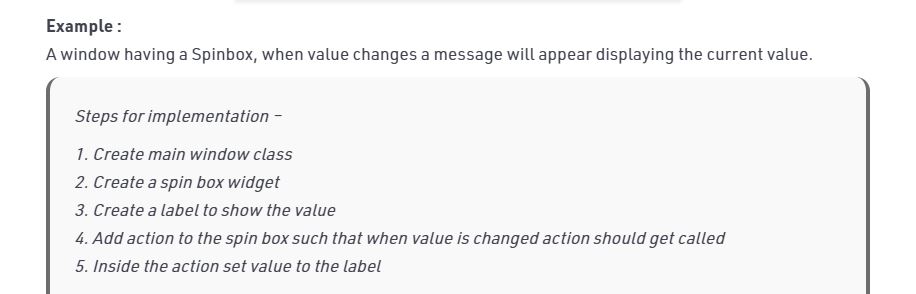 Example :
A window having a Spinbox, when value changes a message will appear displaying the current value.
Steps for implementation –
1. Create main window class
2. Create a spin box widget
3. Create a label to show the value
4. Add action to the spin box such that when value is changed action should get called
5. Inside the action set value to the label